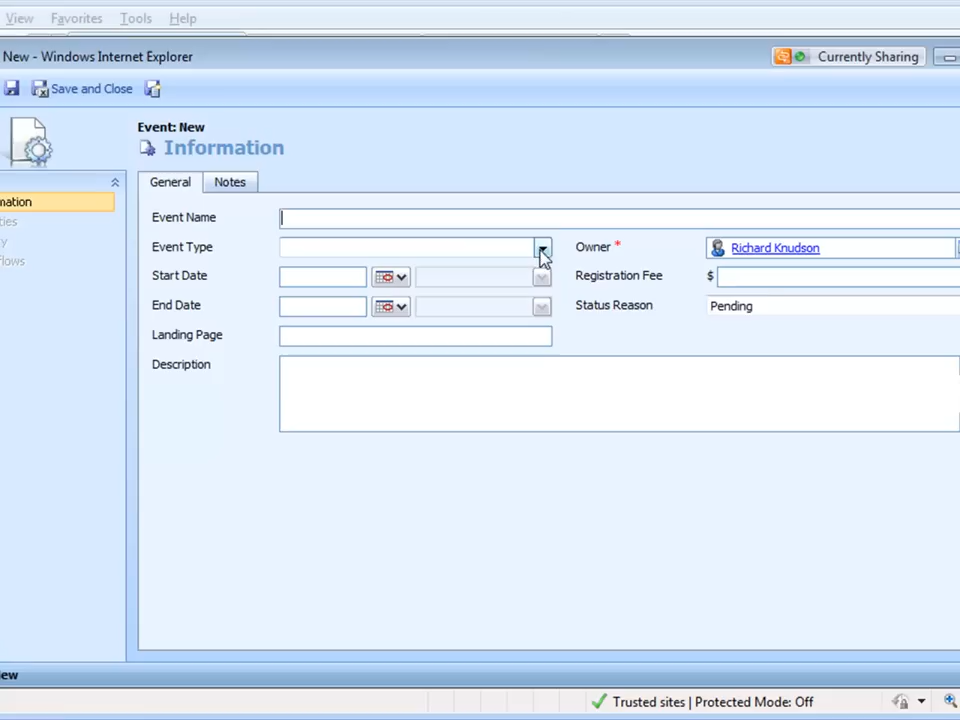 View Favorites Tools Help
New - Windows Internet Explorer
Currently Sharing
Save and Close
Event: New
Information
General Notes
Event Name
Event Type
Owner *
Richard Knudson
Start Date
Registration Fee
$
End Date
Status Reason
Pending
Landing Page
Description
Trusted sites | Protected Mode: Off